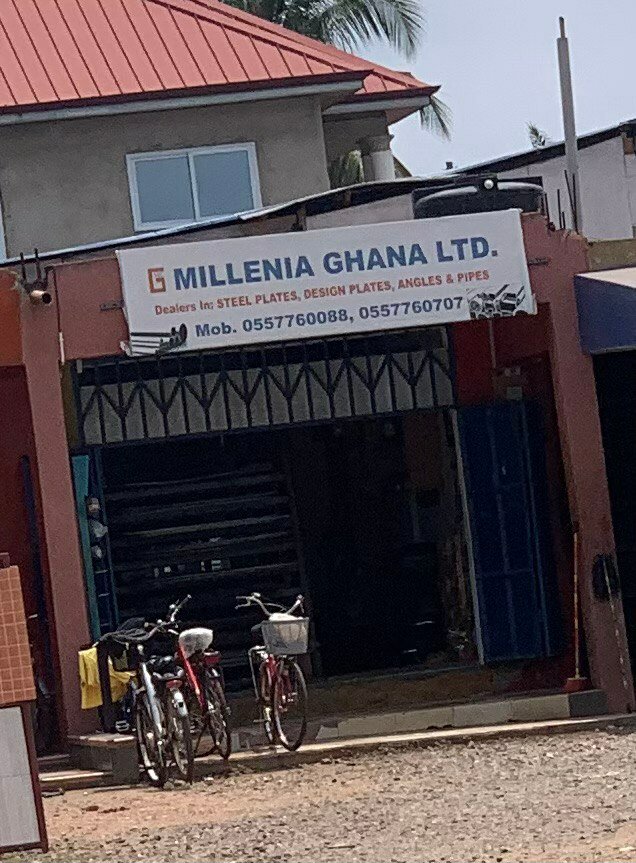 G MILLENIA GHANA LTD.
Dealers In: STEEL PLATES, DESIGN PLATES, ANGLES & PIPES
Mob. 0557760088, 0557760707